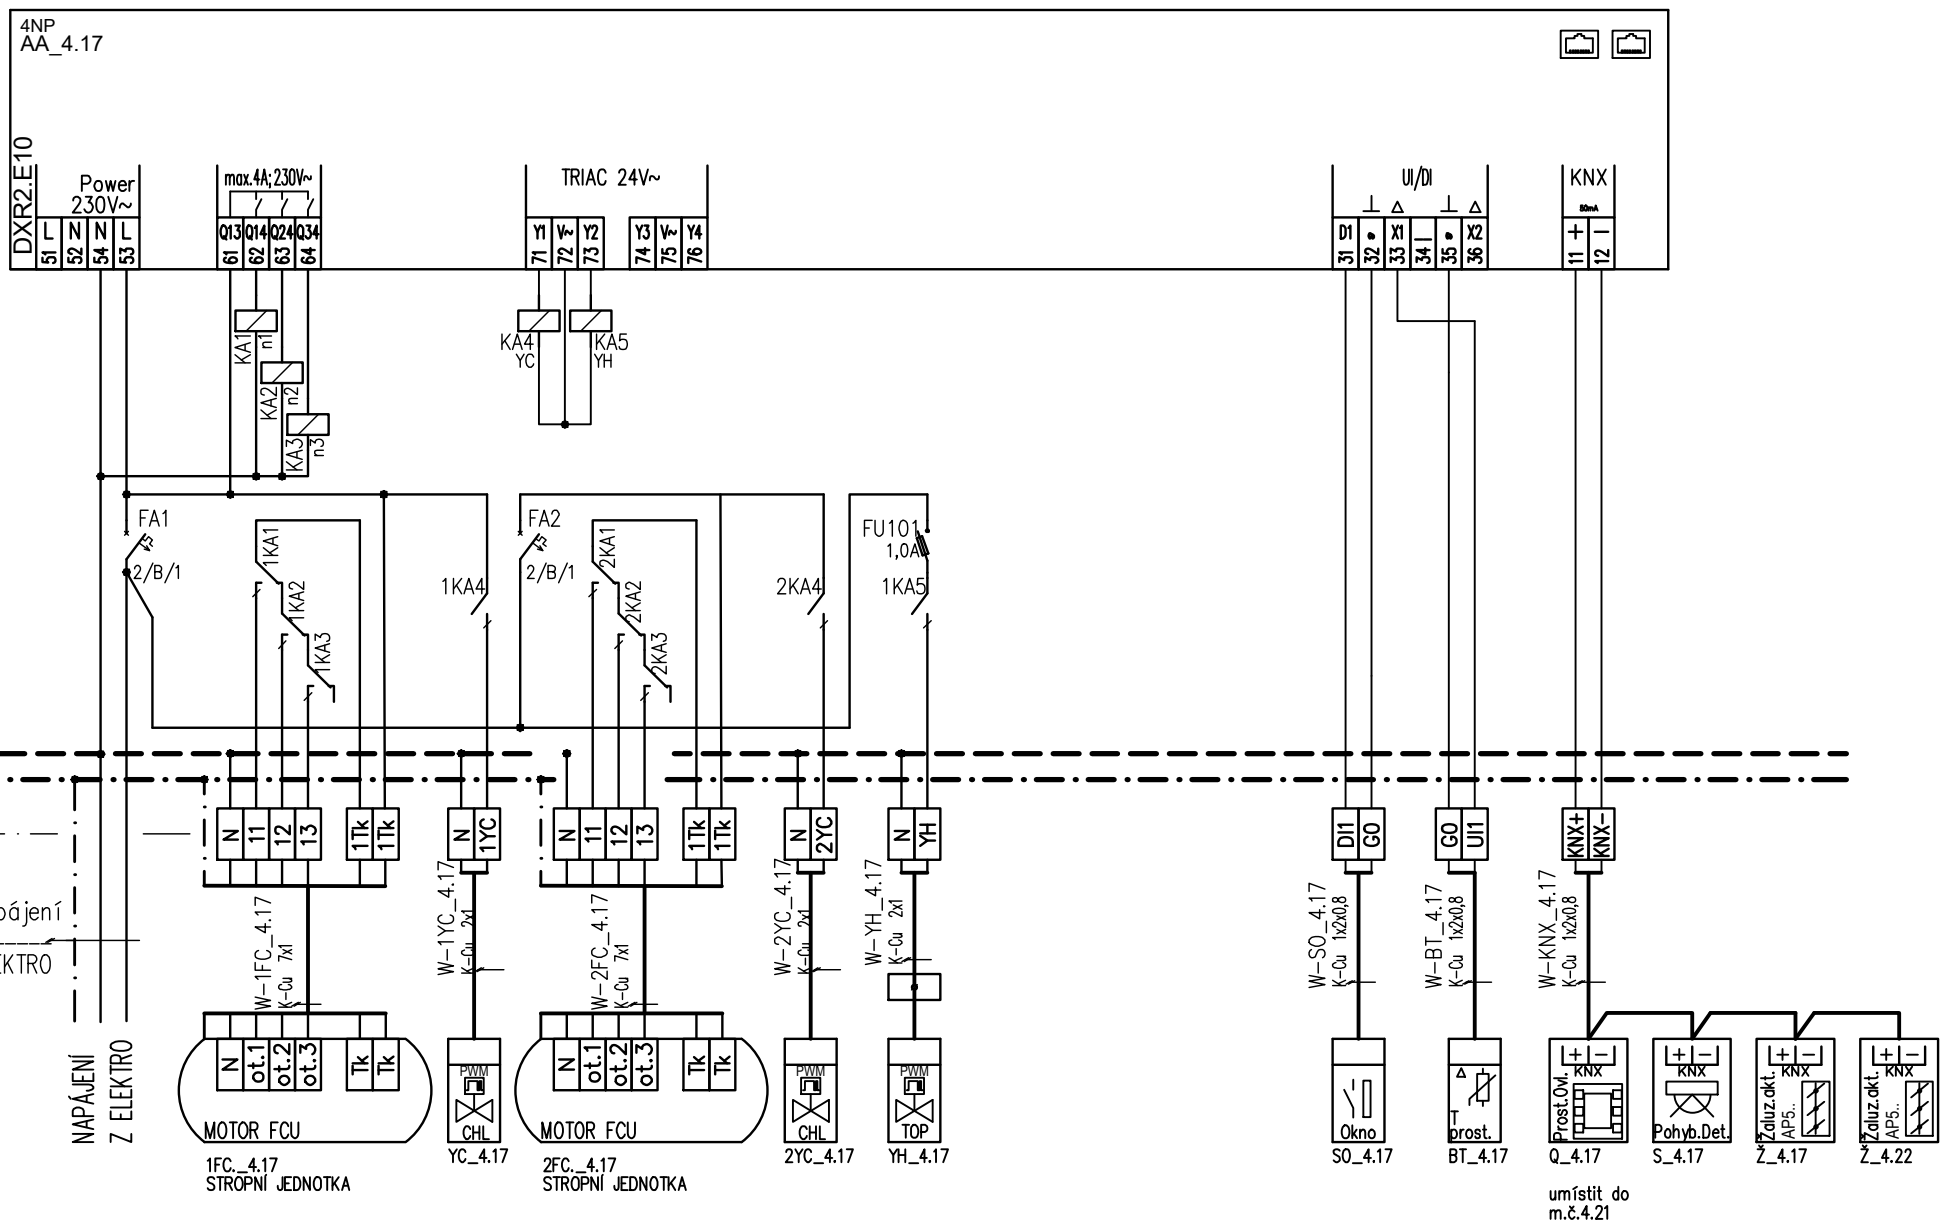 4NP
AA_4.17
DXR2.E10
Power
230V~
L N N L
51 52 54 53
max.4A;230V~
Q13 Q14 Q24 Q34
61 62 63 64
TRIAC 24V~
Y1 V~ Y2 Y3 V~ Y4
71 72 73 74 75 76
UI/DI
D1 X1 X2
31 32 33 34 35 36
KNX
80mA
+ −
11 12
KA1
n1
KA2
n2
KA3
n3
KA4
YC
KA5
YH
FA1
2/B/1
1KA1
1KA2
1KA3
1KA4
FA2
2/B/1
2KA1
2KA2
2KA3
2KA4
FU101
1,0A
1KA5
N 11 12 13 1Tk 1Tk
N 1YC
N 11 12 13 1Tk 1Tk
N 2YC
N YH
DI1 G0
G0 UI1
KNX+ KNX-
pájení
EKTRO
W-1FC_4.17
K-Cu 7x1
W-1YC_4.17
K-Cu 2x1
W-2FC_4.17
K-Cu 7x1
W-2YC_4.17
K-Cu 2x1
W-YH_4.17
K-Cu 2x1
W-SO_4.17
K-Cu 1x2x0,8
W-BT_4.17
K-Cu 1x2x0,8
W-KNX_4.17
K-Cu 1x2x0,8
NAPÁJENÍ
Z ELEKTRO
N ot.1 ot.2 ot.3 Tk Tk
MOTOR FCU
1FC._4.17
STROPNÍ JEDNOTKA
PWM
CHL
YC_4.17
N ot.1 ot.2 ot.3 Tk Tk
MOTOR FCU
2FC._4.17
STROPNÍ JEDNOTKA
PWM
CHL
2YC_4.17
PWM
TOP
YH_4.17
Okno
SO_4.17
T
prost.
BT_4.17
+ −
KNX
Prost.Ovl.
Q_4.17
umístit do
m.č.4.21
+ −
KNX
Pohyb.Det.
S_4.17
+ −
KNX
Žaluz.akt.
AP5..
Ž_4.17
+ −
KNX
Žaluz.akt.
AP5..
Ž_4.22